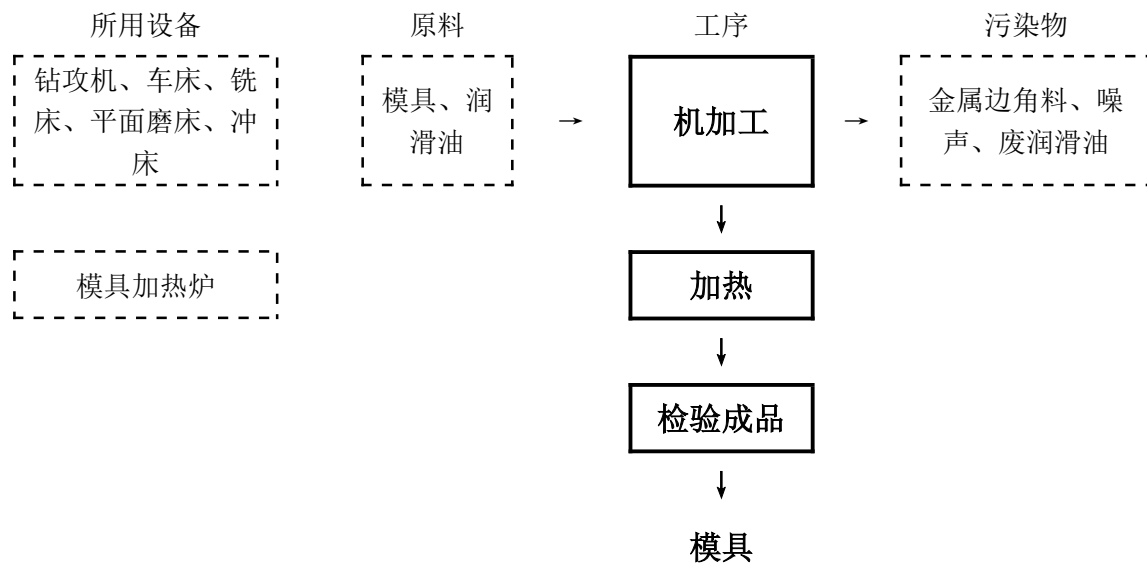 所用设备
原料
工序
污染物
钻攻机、车床、铣
床、平面磨床、冲
床
模具、润
滑油
→
机加工
→
金属边角料、噪
声、废润滑油
↓
模具加热炉
加热
↓
检验成品
↓
模具